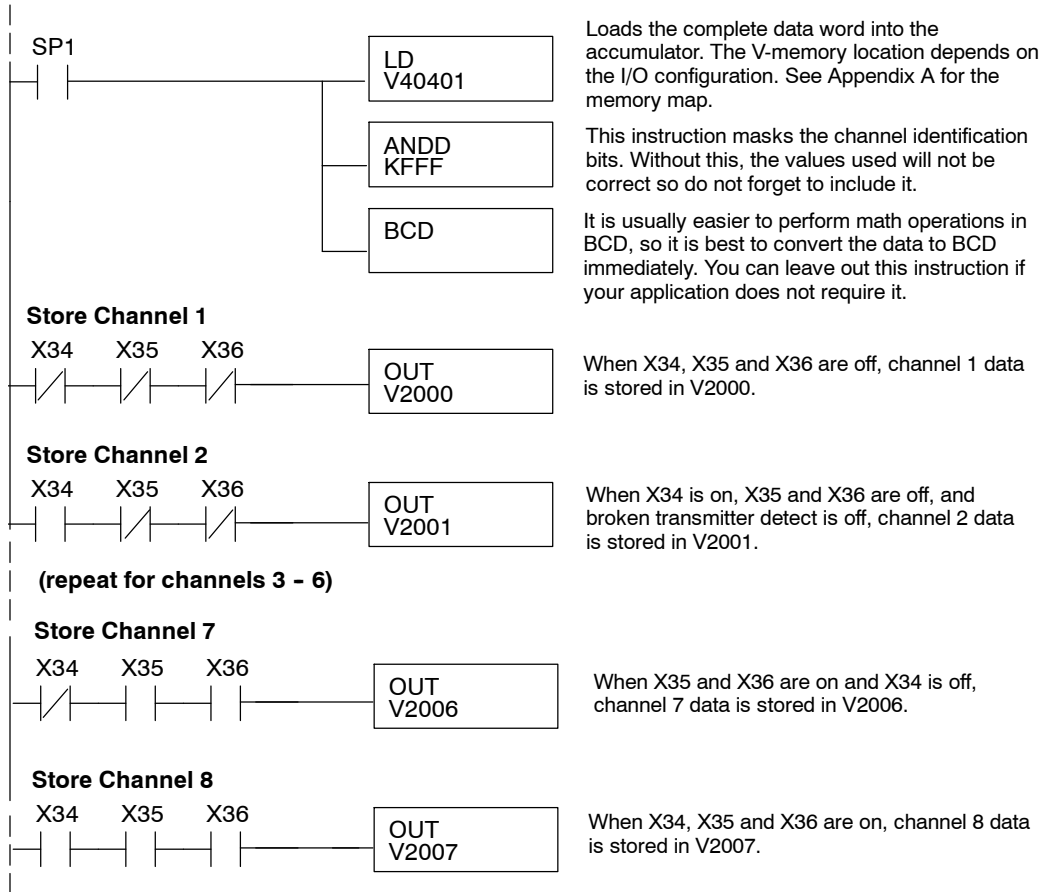 SP1
LD
V40401
Loads the complete data word into the
accumulator. The V-memory location depends on
the I/O configuration. See Appendix A for the
memory map.
ANDD
KFFF
This instruction masks the channel identification
bits. Without this, the values used will not be
correct so do not forget to include it.
BCD
It is usually easier to perform math operations in
BCD, so it is best to convert the data to BCD
immediately. You can leave out this instruction if
your application does not require it.
Store Channel 1
X34 X35 X36
OUT
V2000
When X34, X35 and X36 are off, channel 1 data
is stored in V2000.
Store Channel 2
X34 X35 X36
OUT
V2001
When X34 is on, X35 and X36 are off, and
broken transmitter detect is off, channel 2 data
is stored in V2001.
(repeat for channels 3 - 6)
Store Channel 7
X34 X35 X36
OUT
V2006
When X35 and X36 are on and X34 is off,
channel 7 data is stored in V2006.
Store Channel 8
X34 X35 X36
OUT
V2007
When X34, X35 and X36 are on, channel 8 data
is stored in V2007.